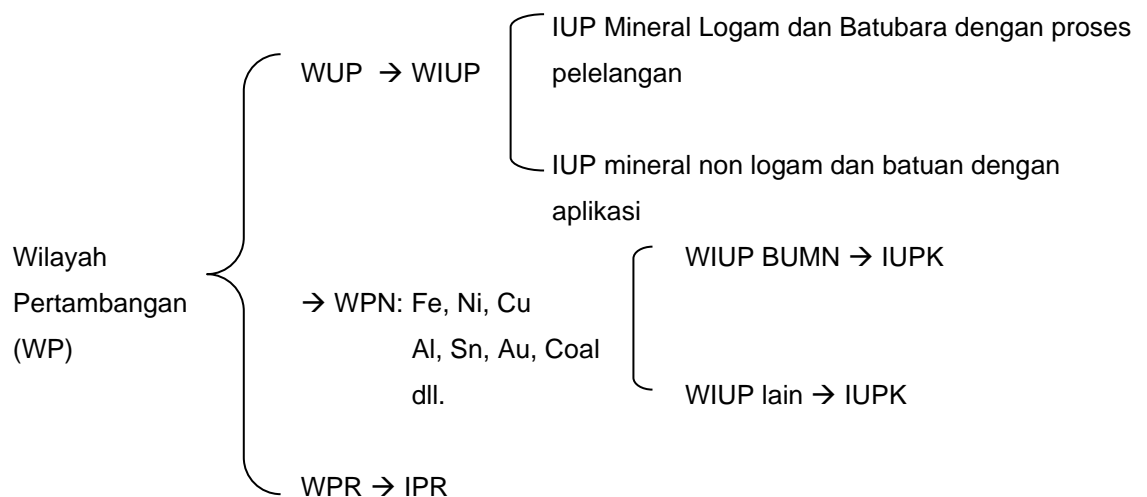 IUP Mineral Logam dan Batubara dengan proses
WUP → WIUP
pelelangan
IUP mineral non logam dan batuan dengan
aplikasi
Wilayah
Pertambangan
(WP)
WIUP BUMN → IUPK
→ WPN: Fe, Ni, Cu
Al, Sn, Au, Coal
dll.
WIUP lain → IUPK
WPR → IPR